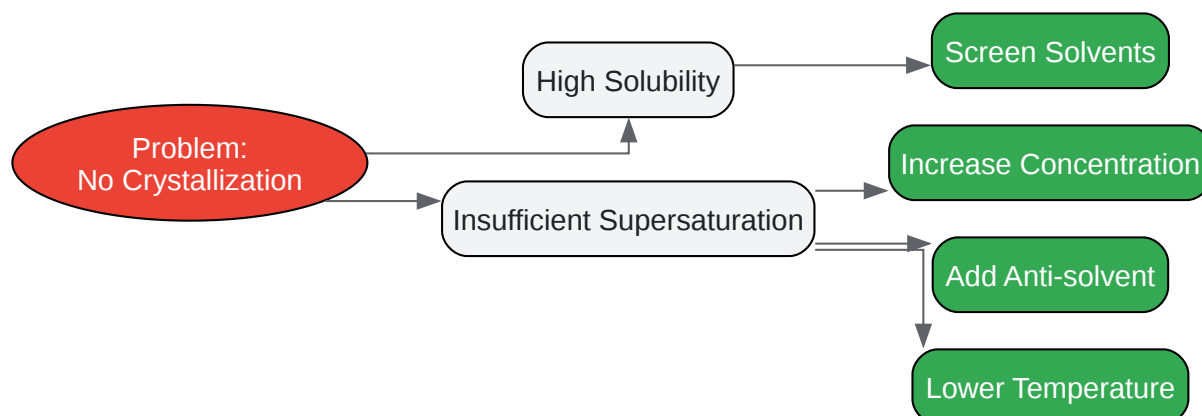 Problem:
No Crystallization
High Solubility
Insufficient Supersaturation
Screen Solvents
Increase Concentration
Add Anti-solvent
Lower Temperature